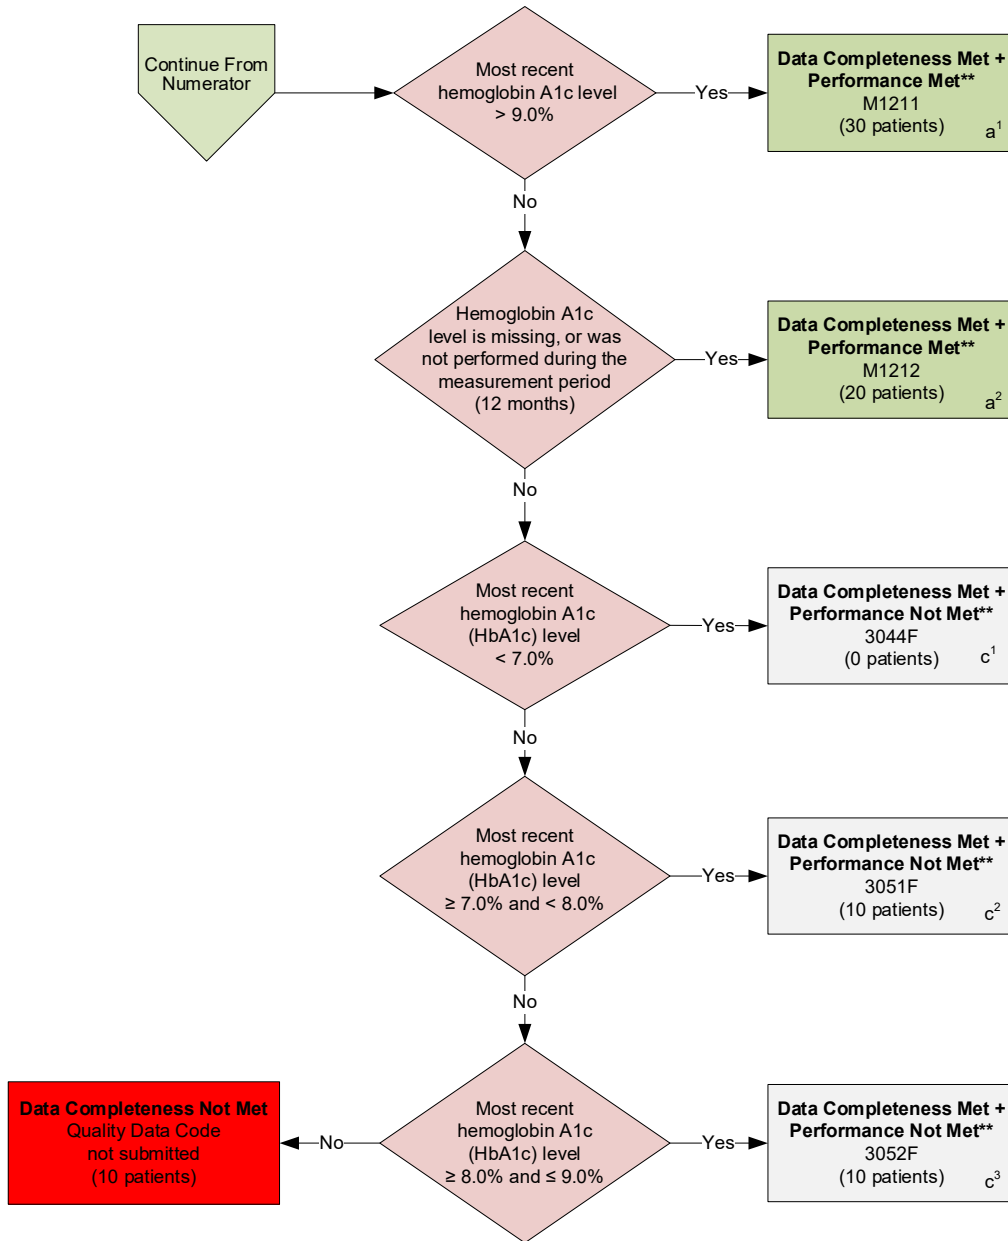 Continue From
Numerator
Most recent
hemoglobin A1c level
> 9.0%
Yes
Data Completeness Met +
Performance Met**
M1211
(30 patients)
a¹
No
Hemoglobin A1c
level is missing, or was
not performed during the
measurement period
(12 months)
Yes
Data Completeness Met +
Performance Met**
M1212
(20 patients)
a²
No
Most recent
hemoglobin A1c
(HbA1c) level
< 7.0%
Yes
Data Completeness Met +
Performance Not Met**
3044F
(0 patients)
c¹
No
Most recent
hemoglobin A1c
(HbA1c) level
≥ 7.0% and < 8.0%
Yes
Data Completeness Met +
Performance Not Met**
3051F
(10 patients)
c²
No
Data Completeness Not Met
Quality Data Code
not submitted
(10 patients)
No
Most recent
hemoglobin A1c
(HbA1c) level
≥ 8.0% and ≤ 9.0%
Yes
Data Completeness Met +
Performance Not Met**
3052F
(10 patients)
c³